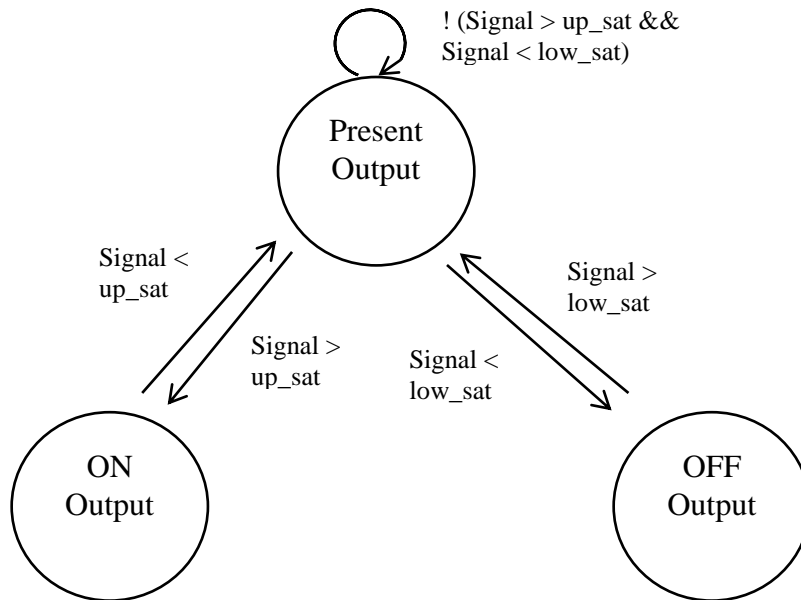 ! (Signal > up_sat &&
Signal < low_sat)
Present
Output
Signal <
up_sat
Signal >
up_sat
Signal <
low_sat
Signal >
low_sat
ON
Output
OFF
Output